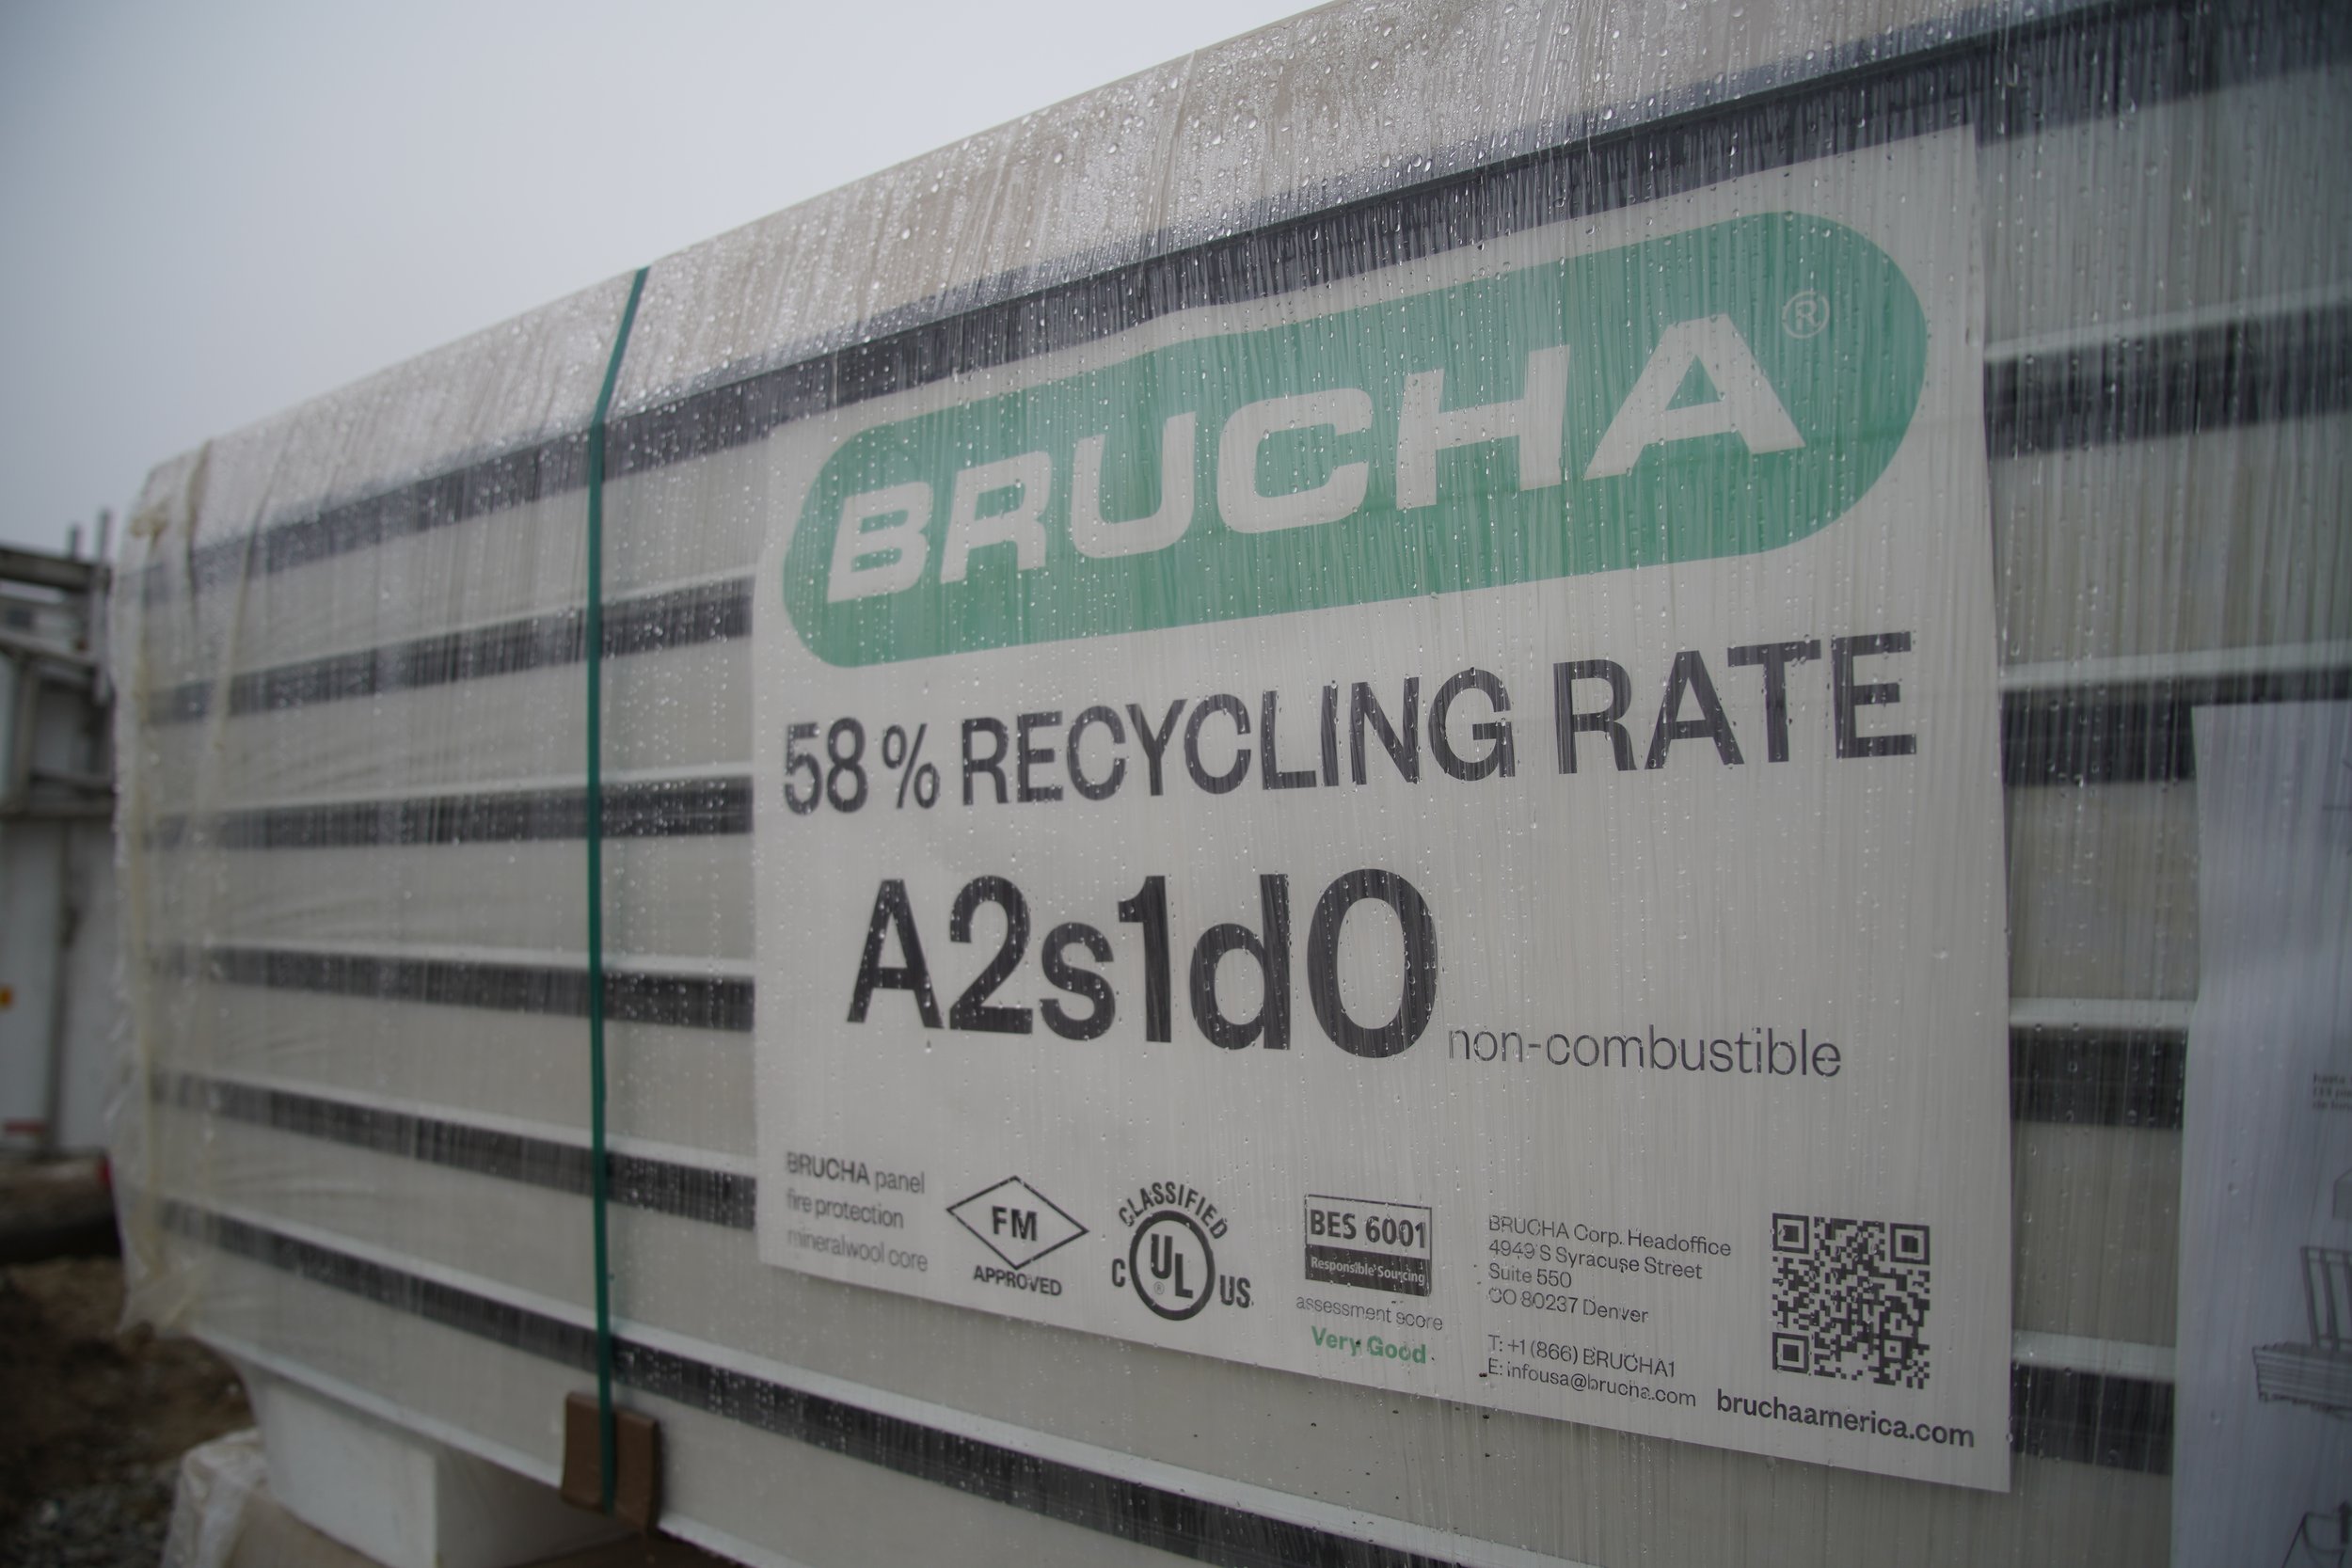 BRUCHA®
58 % RECYCLING RATE
A2s1d0 non-combustible
BRUCHA panel
fire protection
mineralwool core
FM
APPROVED
CLASSIFIED
C UL® US
BES 6001
Responsible Sourcing
assessment score
Very Good
BRUCHA Corp. Headoffice
4949 S Syracuse Street
Suite 550
CO 80237 Denver
T: +1 (866) BRUCHA1
E: infousa@brucha.com
bruchaamerica.com